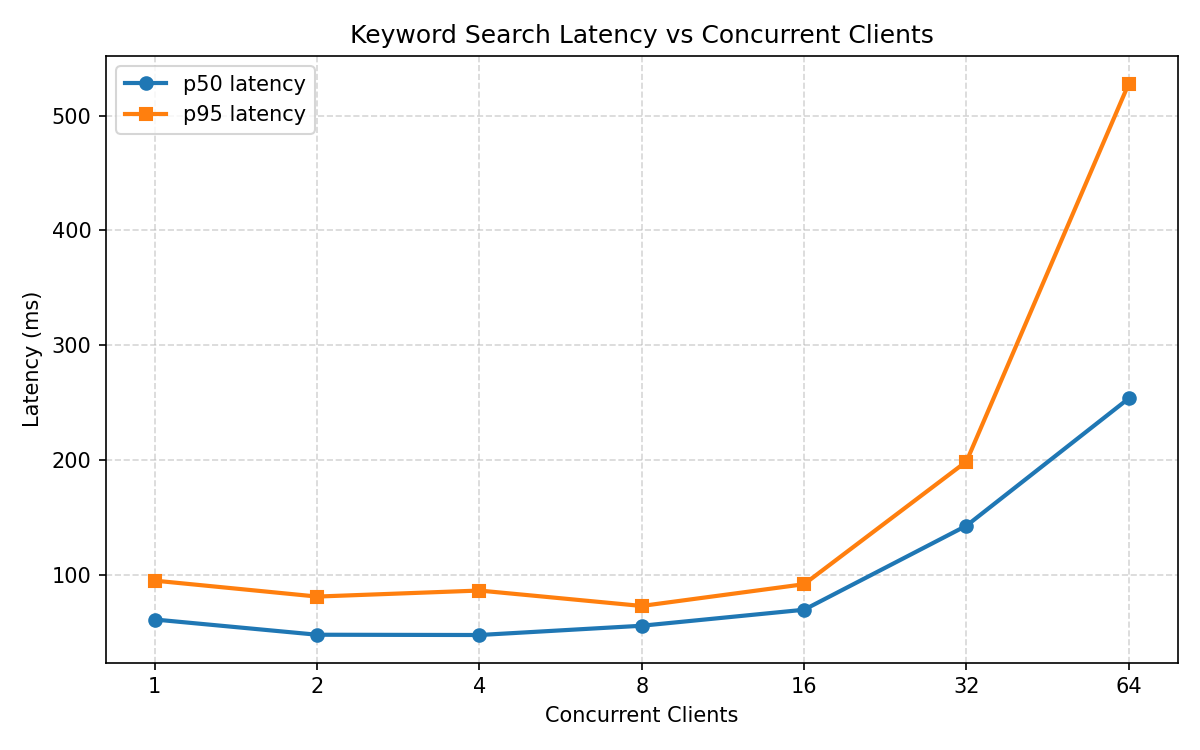 Keyword Search Latency vs Concurrent Clients
p50 latency
p95 latency
500
400
300
200
100
Latency (ms)
1 2 4 8 16 32 64
Concurrent Clients